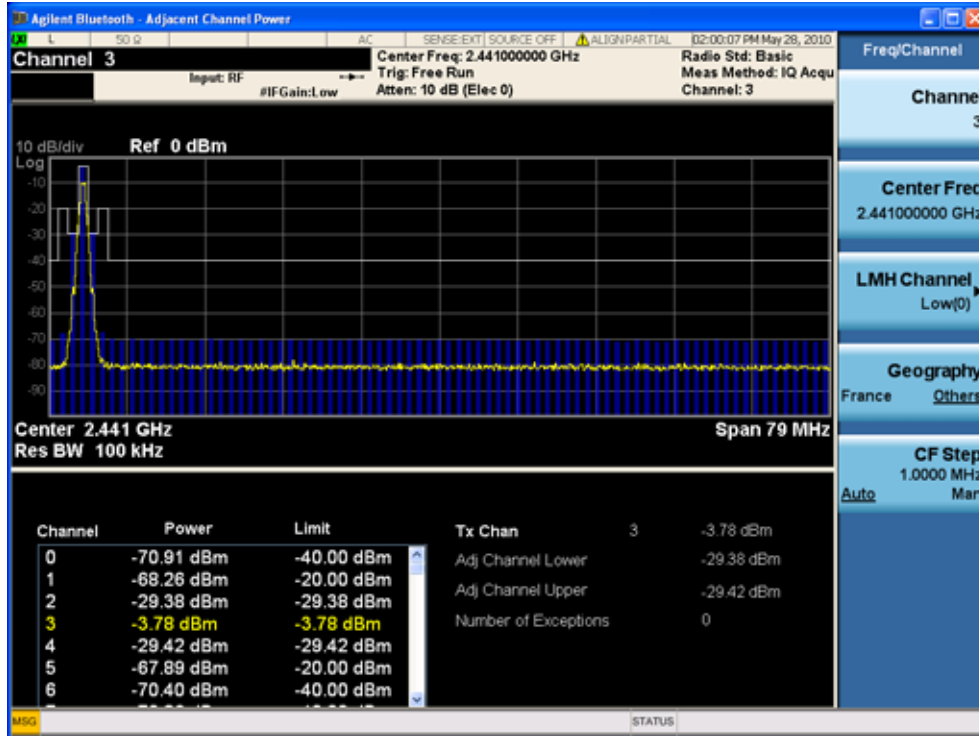 Agilent Bluetooth - Adjacent Channel Power
LXI L 50 Ω AC SENSE:EXT SOURCE OFF ALIGN PARTIAL 02:00:07 PM May 28, 2010
Channel 3
Input: RF
#IFGain:Low
Center Freq: 2.441000000 GHz
Trig: Free Run
Atten: 10 dB (Elec 0)
Radio Std: Basic
Meas Method: IQ Acqu
Channel: 3
10 dB/div Ref 0 dBm
Log
-10
-20
-30
-40
-50
-60
-70
-80
-90
Center 2.441 GHz Span 79 MHz
Res BW 100 kHz
Channel Power Limit
0 -70.91 dBm -40.00 dBm
1 -68.26 dBm -20.00 dBm
2 -29.38 dBm -29.38 dBm
3 -3.78 dBm -3.78 dBm
4 -29.42 dBm -29.42 dBm
5 -67.89 dBm -20.00 dBm
6 -70.40 dBm -40.00 dBm
Tx Chan 3 -3.78 dBm
Adj Channel Lower -29.38 dBm
Adj Channel Upper -29.42 dBm
Number of Exceptions 0
MSG STATUS
Freq/Channel
Channe
3
Center Freq
2.441000000 GHz
LMH Channel
Low(0)
Geography
France Others
CF Step
1.0000 MHz
Auto Man